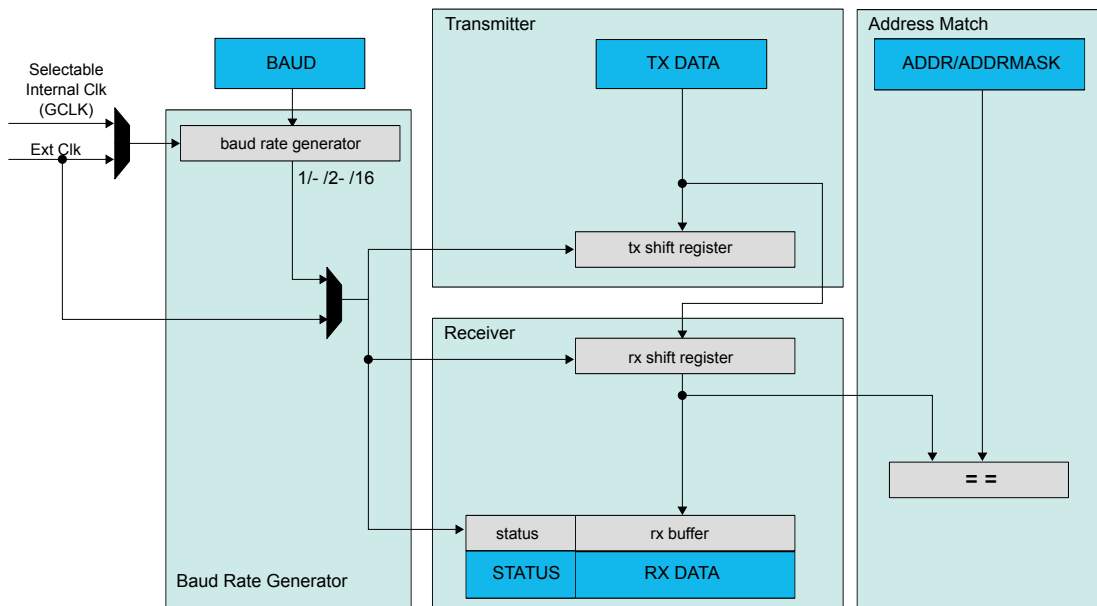 Transmitter
Address Match
BAUD
TX DATA
ADDR/ADDRMASK
Selectable
Internal Clk
(GCLK)
Ext Clk
baud rate generator
1/- /2- /16
tx shift register
Receiver
rx shift register
= =
status
rx buffer
STATUS
RX DATA
Baud Rate Generator